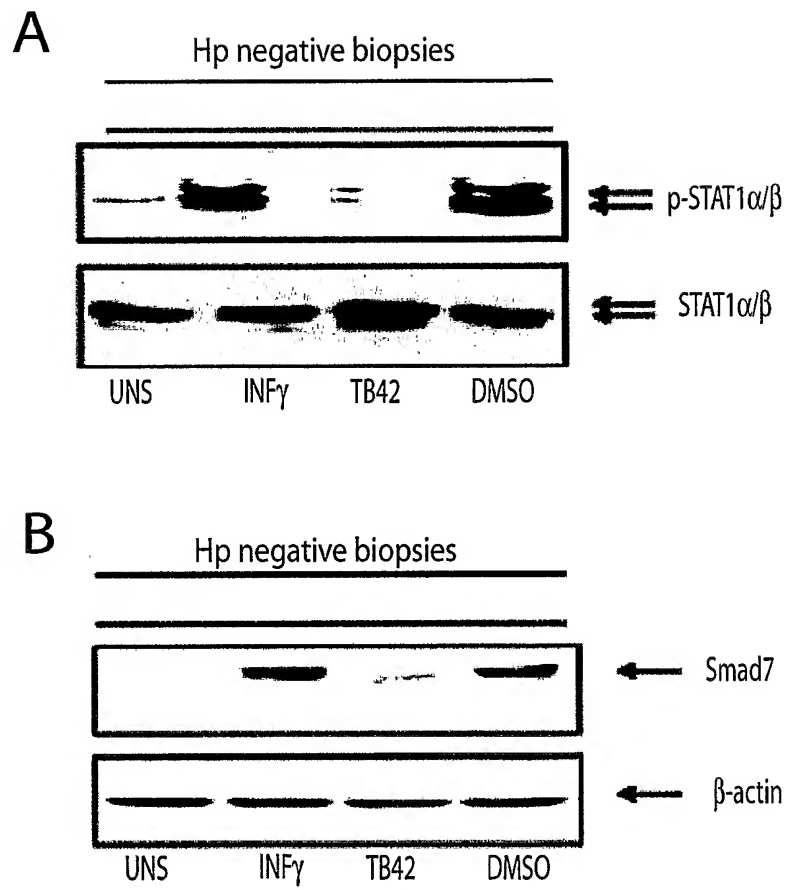 A
Hp negative biopsies
p-STAT1α/β
STAT1α/β
UNS INFγ TB42 DMSO
B
Hp negative biopsies
Smad7
β-actin
UNS INFγ TB42 DMSO